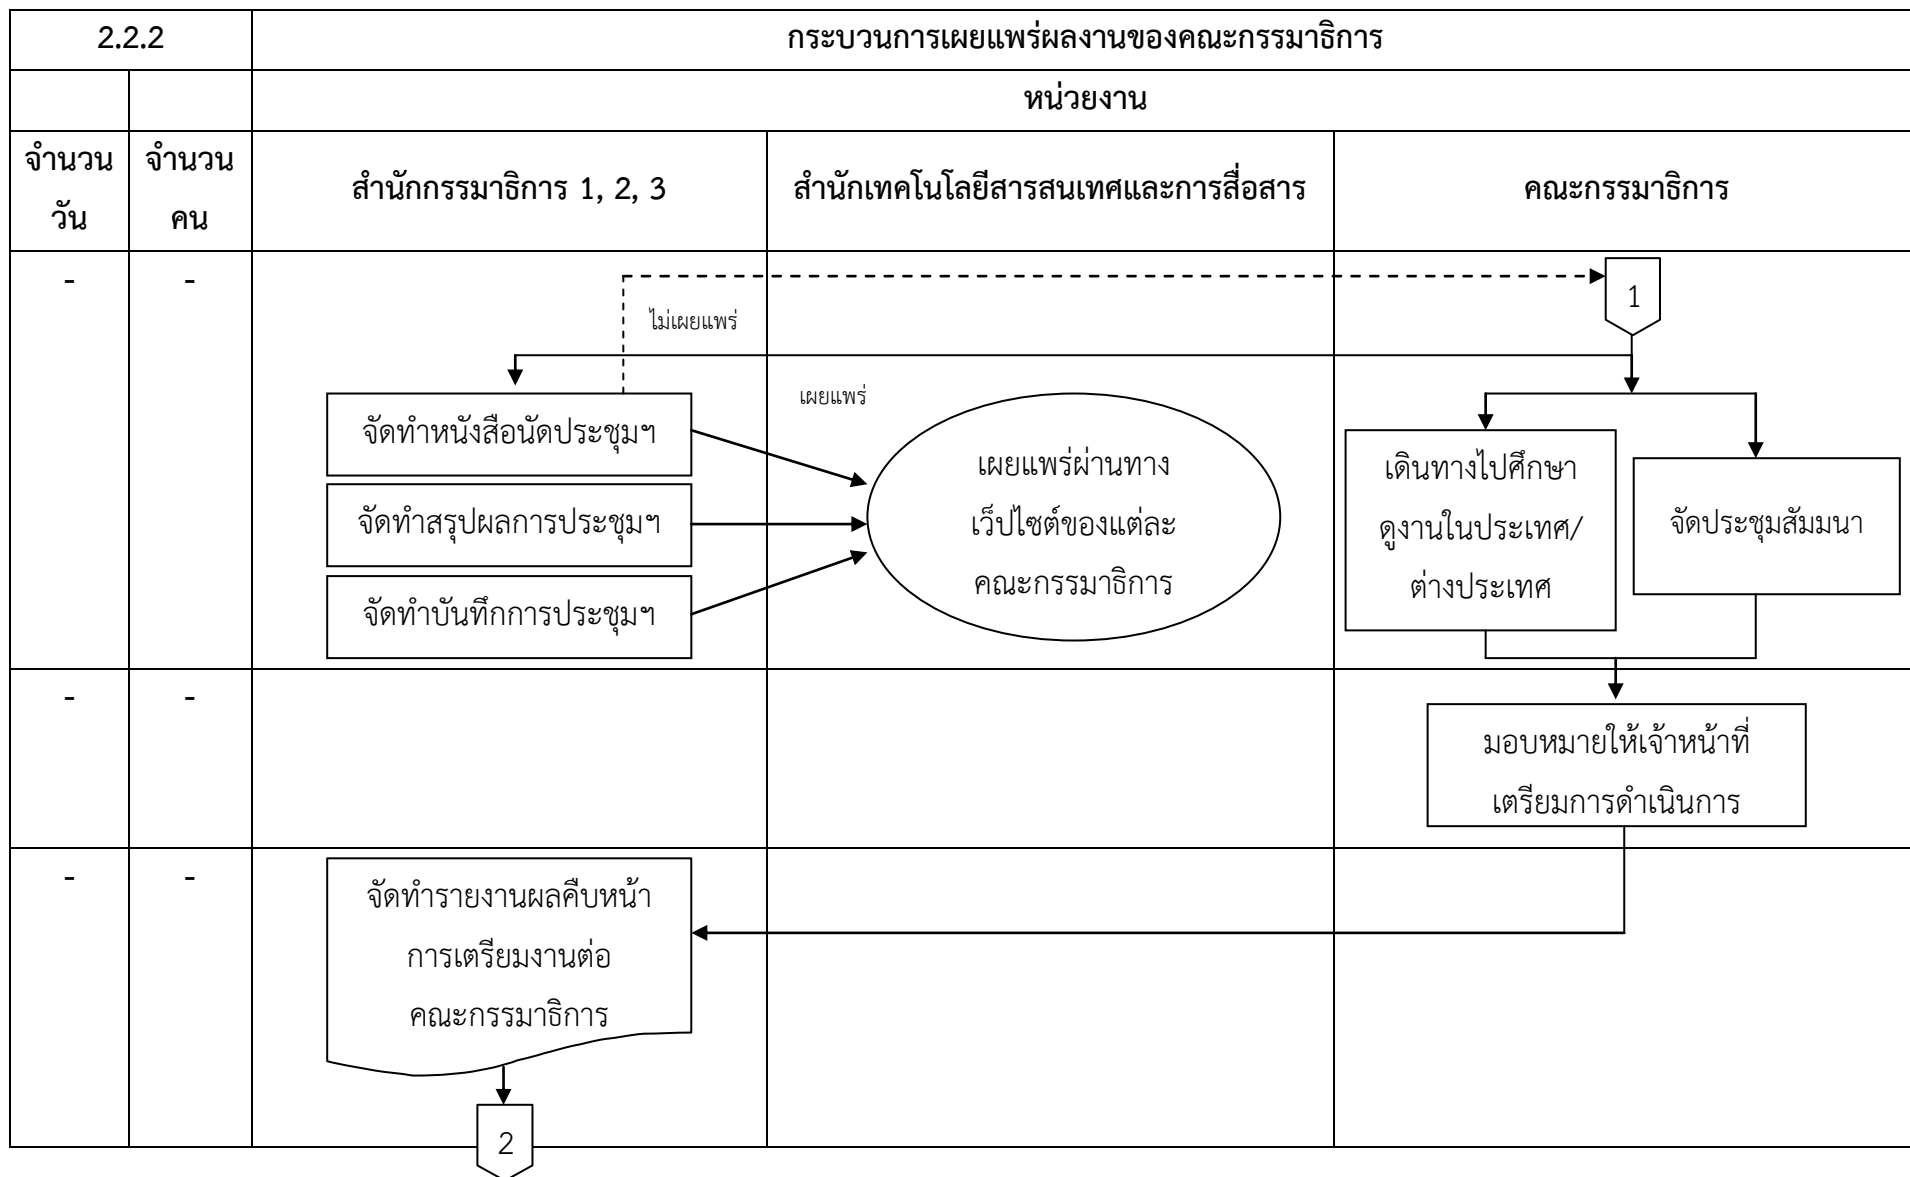 2.2.2
กระบวนการเผยแพร่ผลงานของคณะกรรมาธิการ
หน่วยงาน
จำนวน
วัน
จำนวน
คน
สำนักกรรมาธิการ 1, 2, 3
สำนักเทคโนโลยีสารสนเทศและการสื่อสาร
คณะกรรมาธิการ
-
-
1
ไม่เผยแพร่
เผยแพร่
จัดทำหนังสือนัดประชุมฯ
จัดทำสรุปผลการประชุมฯ
จัดทำบันทึกการประชุมฯ
เผยแพร่ผ่านทาง
เว็ปไซต์ของแต่ละ
คณะกรรมาธิการ
เดินทางไปศึกษา
ดูงานในประเทศ/
ต่างประเทศ
จัดประชุมสัมมนา
-
-
มอบหมายให้เจ้าหน้าที่
เตรียมการดำเนินการ
-
-
จัดทำรายงานผลคืบหน้า
การเตรียมงานต่อ
คณะกรรมาธิการ
2